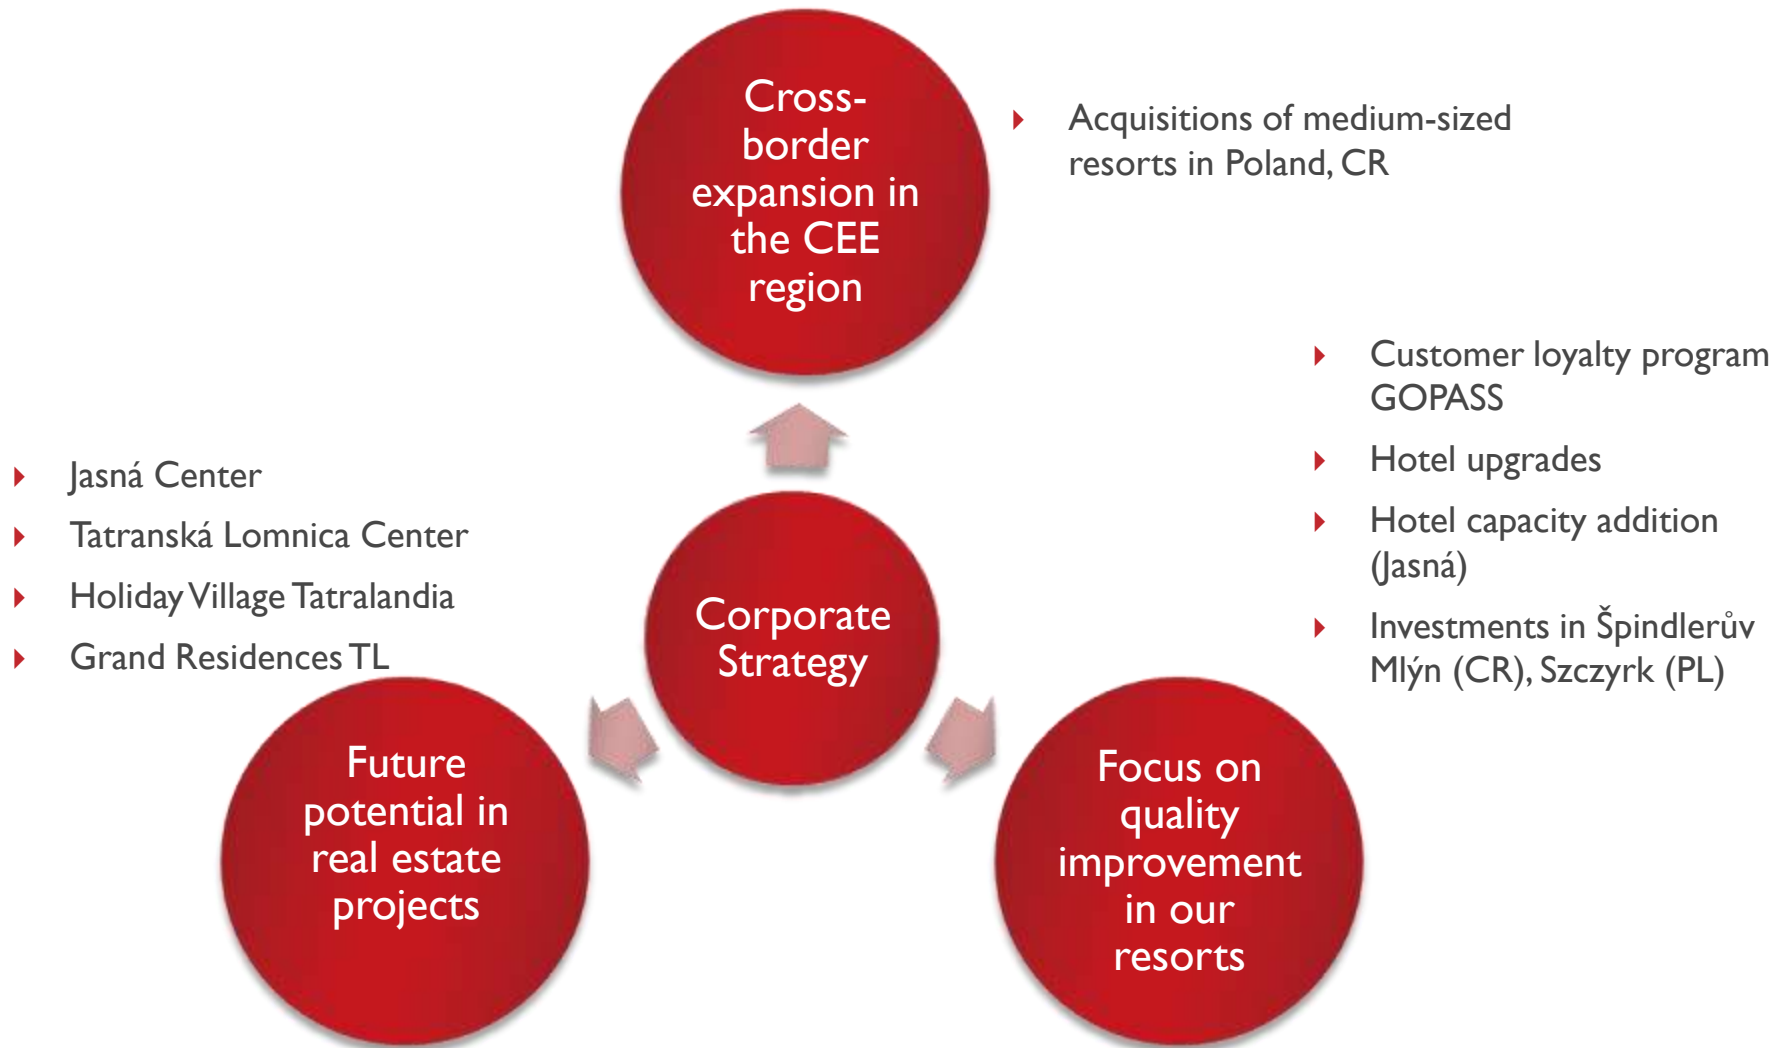 Cross-
border
expansion in
the CEE
region
Acquisitions of medium-sized
resorts in Poland, CR
Customer loyalty program
GOPASS
Hotel upgrades
Hotel capacity addition
(Jasná)
Investments in Špindlerův
Mlýn (CR), Szczyrk (PL)
Jasná Center
Tatranská Lomnica Center
Holiday Village Tatralandia
Grand Residences TL
Corporate
Strategy
Future
potential in
real estate
projects
Focus on
quality
improvement
in our
resorts